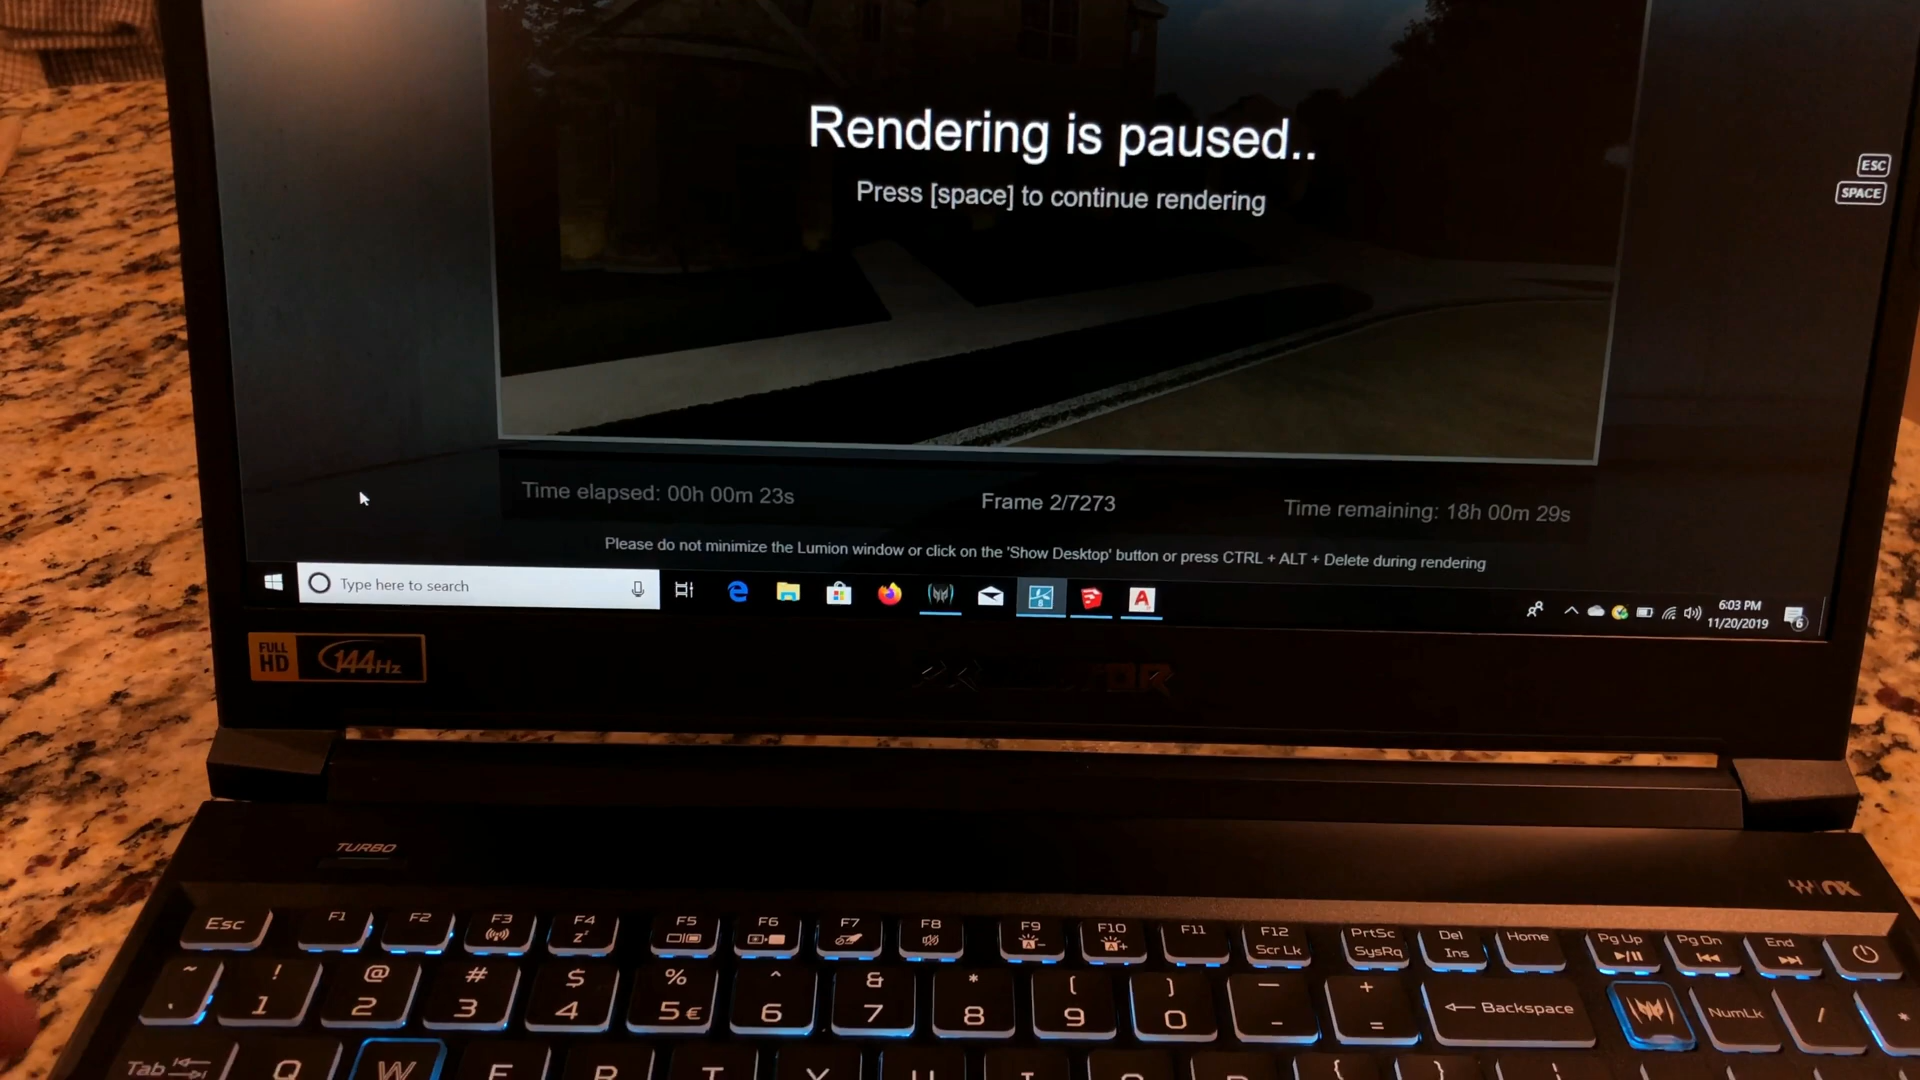 Rendering is paused..
Press [space] to continue rendering
ESC
SPACE
Time elapsed: 00h 00m 23s
Frame 2/7273
Time remaining: 18h 00m 29s
Please do not minimize the Lumion window or click on the 'Show Desktop' button or press CTRL + ALT + Delete during rendering
Type here to search
8
A
6:03 PM
11/20/2019
6
FULL HD
144Hz
PREDATOR
TURBO
Esc F1 F2 F3 F4 F5 F6 F7 F8 F9 F10 F11 F12 PrtSc Del Home Pg Up Pg Dn End
zz A- A+ Scr Lk SysRq Ins
~ ! @ # $ % ^ & * ( ) — +
` 1 2 3 4 5 € 6 7 8 9 0 - = Backspace NumLk / *
Tab Q W E R T Y U I O P { }